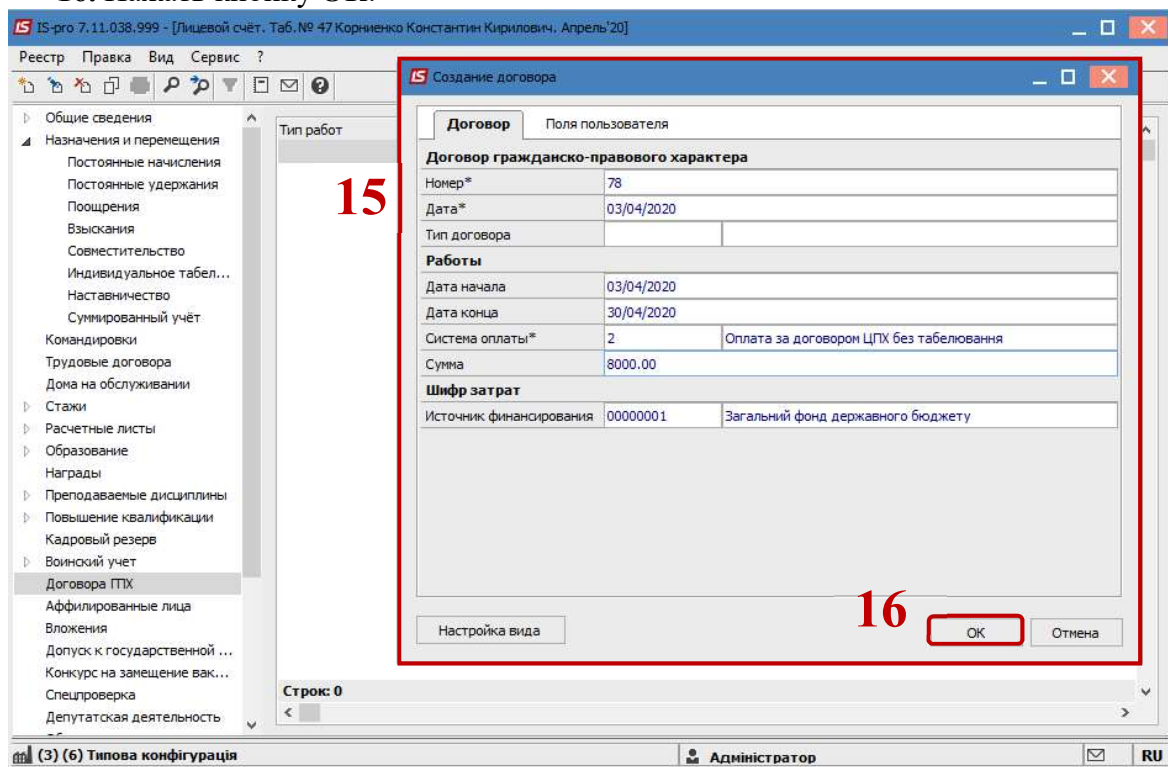 IS-pro 7.11.038.999 - [Лицевой счёт. Таб.№ 47 Корниенко Константин Кирилович. Апрель'20]
Реестр Правка Вид Сервис ?
Общие сведения
Назначения и перемещения
Постоянные начисления
Постоянные удержания
Поощрения
Взыскания
Совместительство
Индивидуальное табел...
Наставничество
Суммированный учёт
Командировки
Трудовые договора
Дома на обслуживании
Стажи
Расчетные листы
Образование
Награды
Преподаваемые дисциплины
Повышение квалификации
Кадровый резерв
Воинский учет
Договора ГПХ
Аффилированные лица
Вложения
Допуск к государственной ...
Конкурс на замещение вак...
Спецпроверка
Депутатская деятельность
Тип работ
Строк: 0
15
Создание договора
Договор Поля пользователя
Договор гражданско-правового характера
Номер* 78
Дата* 03/04/2020
Тип договора
Работы
Дата начала 03/04/2020
Дата конца 30/04/2020
Система оплаты* 2 Оплата за договором ЦПХ без табелювання
Сумма 8000.00
Шифр затрат
Источник финансирования 00000001 Загальний фонд державного бюджету
16
Настройка вида ОК Отмена
(3) (6) Типова конфігурація Адміністратор RU